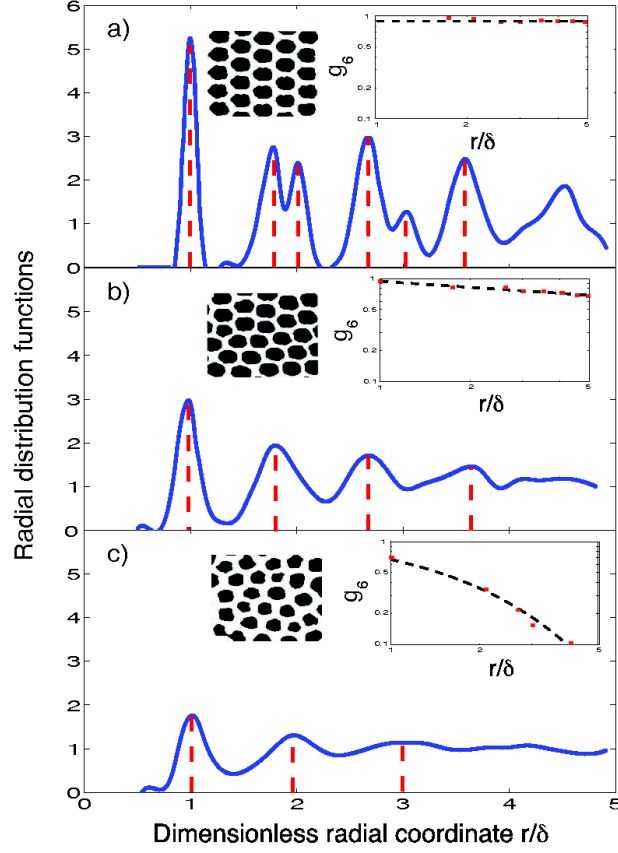 a)
6
5
4
3
2
1
0
g6
1
0.5
0.2
0.1
1 2 5
r/δ
b)
5
4
3
2
1
0
g6
1
0.5
0.2
0.1
1 2 5
r/δ
c)
5
4
3
2
1
0
g6
1
0.5
0.2
0.1
1 2 5
r/δ
0 1 2 3 4 5
Radial distribution functions
Dimensionless radial coordinate r/δ